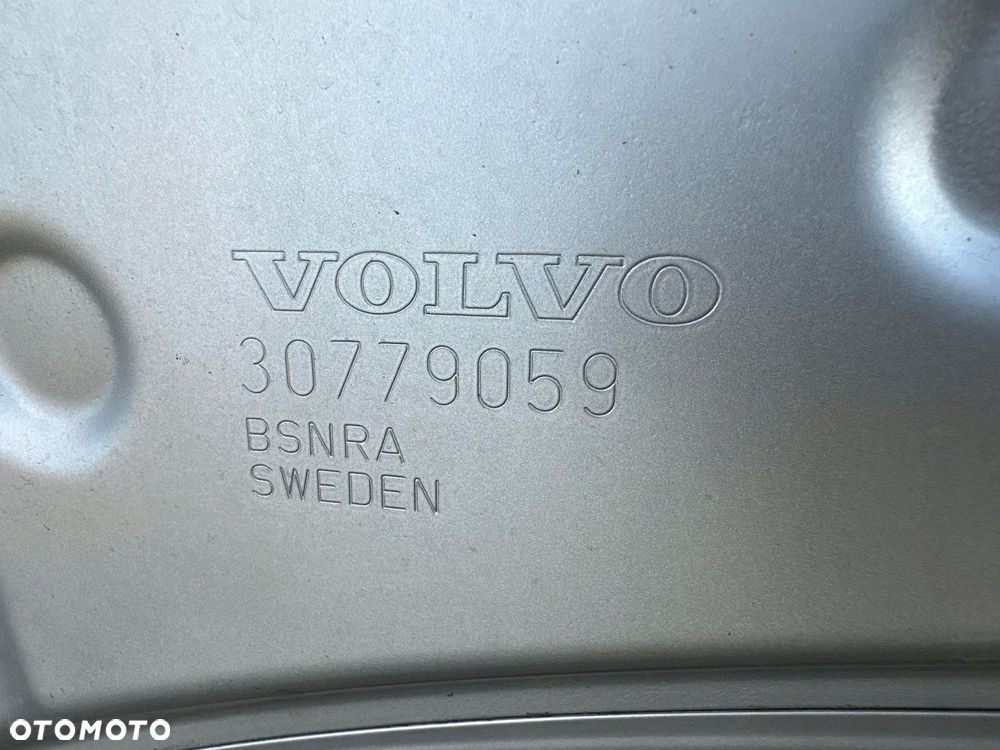 VOLVO
30779059
BSNRA
SWEDEN
OTOMOTO